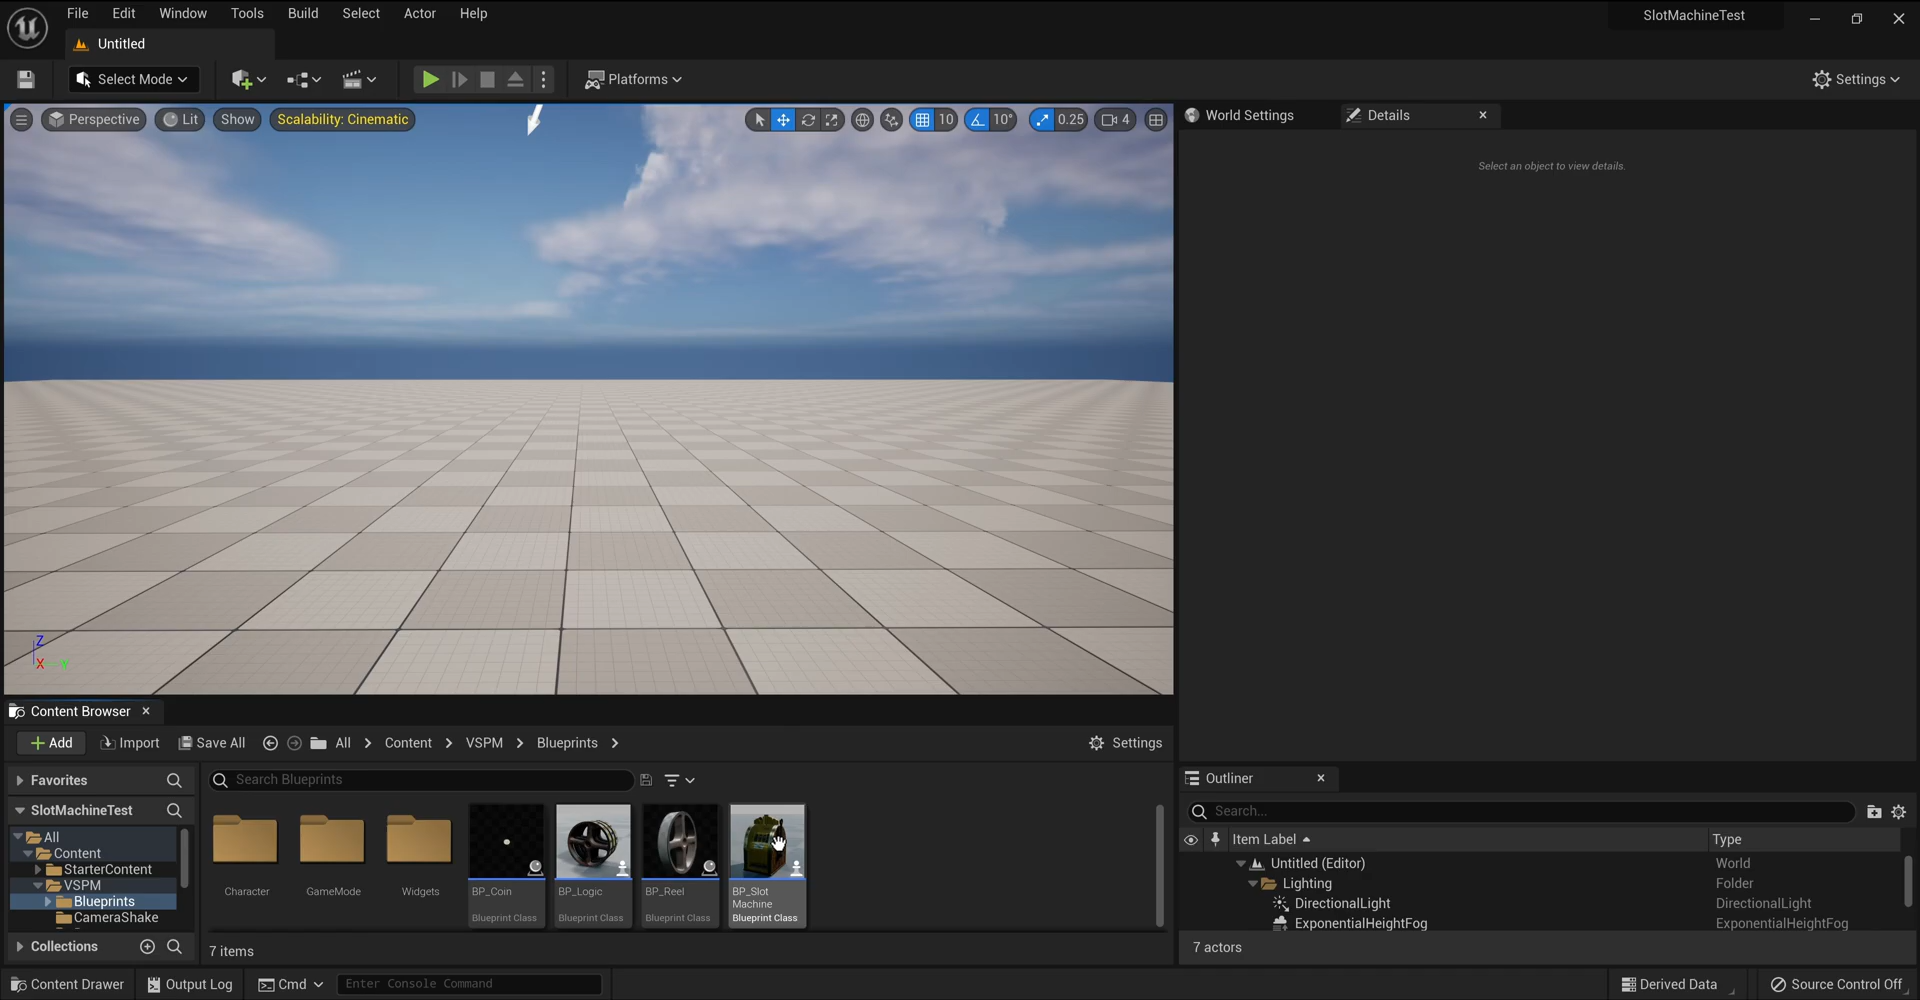 File Edit Window Tools Build Select Actor Help
SlotMachineTest
Untitled
Select Mode
Platforms
Settings
Perspective Lit Show Scalability: Cinematic
10 10° 0.25 4
World Settings Details
Select an object to view details.
Z
X
Y
Content Browser
Add Import Save All All Content VSPM Blueprints Settings
Favorites
Search Blueprints
SlotMachineTest
All
Content
StarterContent
VSPM
Blueprints
CameraShake
Collections
Character GameMode Widgets BP_Coin BP_Logic BP_Reel BP_Slot
Machine
Blueprint Class Blueprint Class Blueprint Class Blueprint Class
7 items
Outliner
Search...
Item Label Type
Untitled (Editor) World
Lighting Folder
DirectionalLight DirectionalLight
ExponentialHeightFog ExponentialHeightFog
7 actors
Content Drawer Output Log Cmd Enter Console Command Derived Data Source Control Off